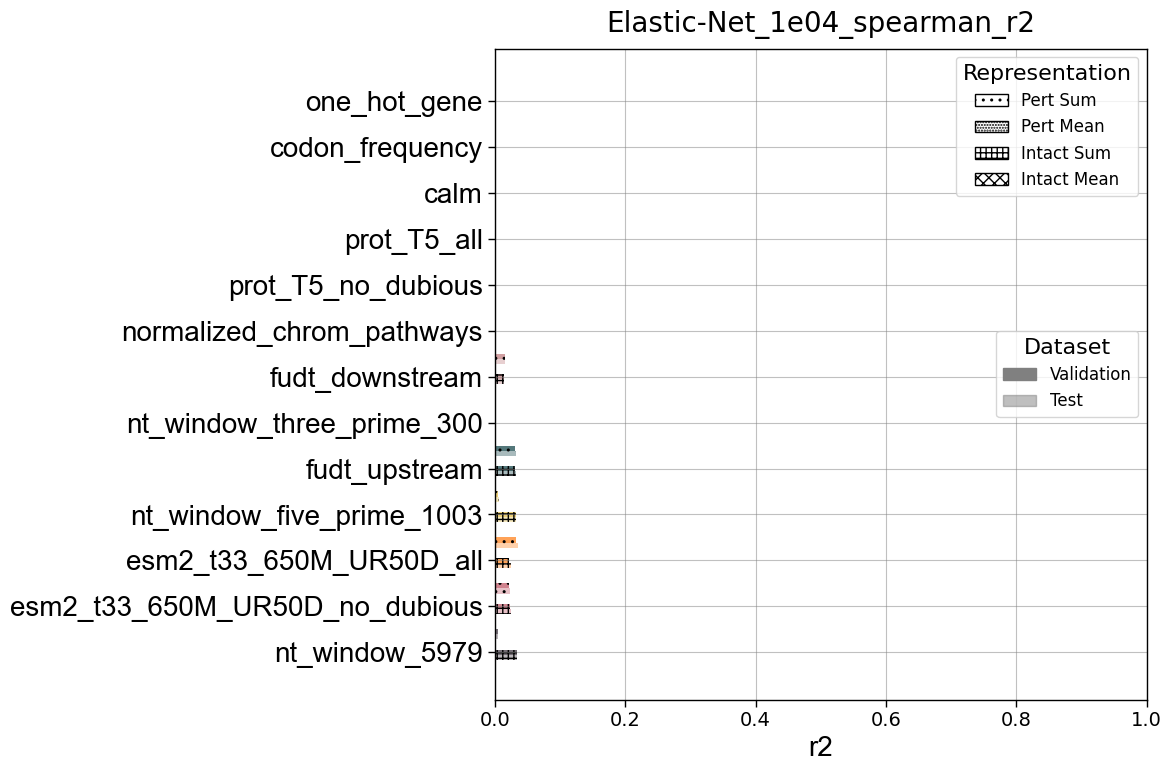 Elastic-Net_1e04_spearman_r2
one_hot_gene
codon_frequency
calm
prot_T5_all
prot_T5_no_dubious
normalized_chrom_pathways
fudt_downstream
nt_window_three_prime_300
fudt_upstream
nt_window_five_prime_1003
esm2_t33_650M_UR50D_all
esm2_t33_650M_UR50D_no_dubious
nt_window_5979
Representation
Pert Sum
Pert Mean
Intact Sum
Intact Mean
Dataset
Validation
Test
0.0 0.2 0.4 0.6 0.8 1.0
r2